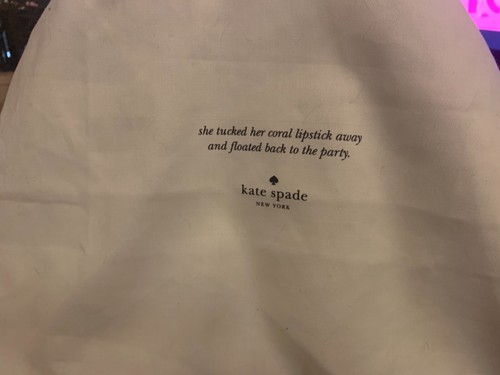 she tucked her coral lipstick away
and floated back to the party.
kate spade
NEW YORK